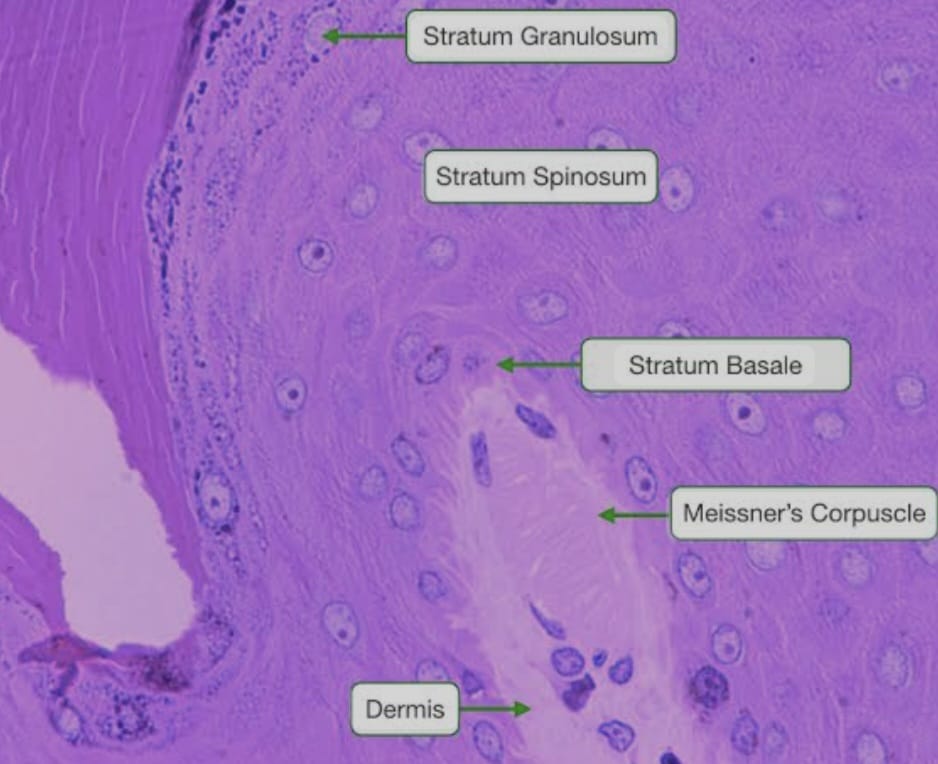 Stratum Granulosum
Stratum Spinosum
Stratum Basale
Meissner’s Corpuscle
Dermis